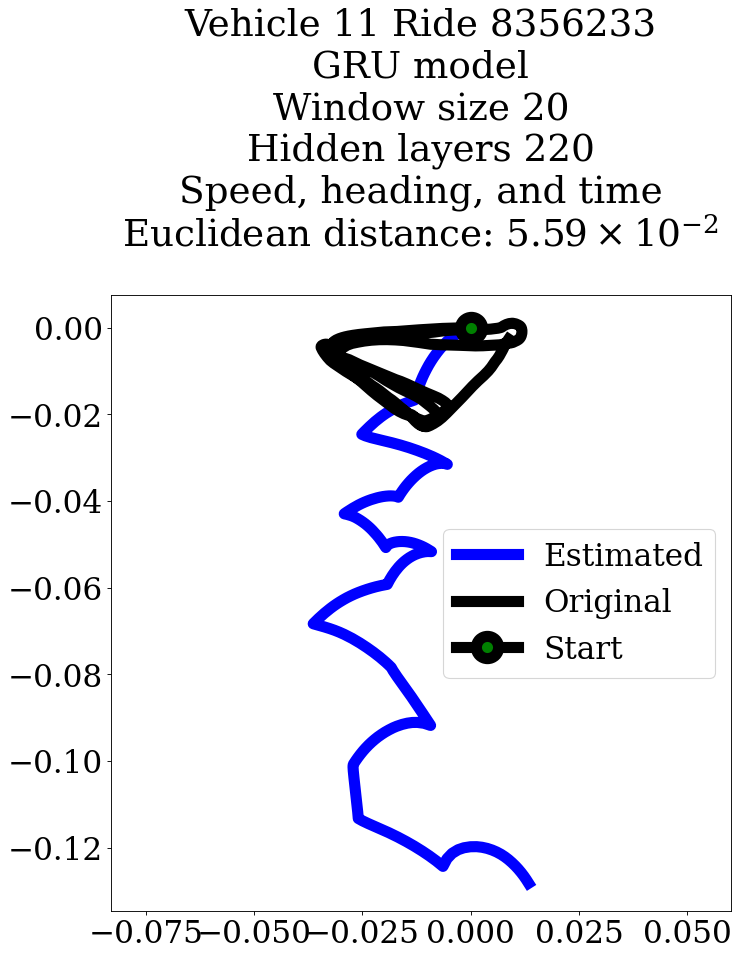 Vehicle 11 Ride 8356233
GRU model
Window size 20
Hidden layers 220
Speed, heading, and time
Euclidean distance: 5.59 × 10⁻²
0.00
−0.02
−0.04
−0.06
−0.08
−0.10
−0.12
Estimated
Original
Start
−0.075 −0.050 −0.025 0.000 0.025 0.050